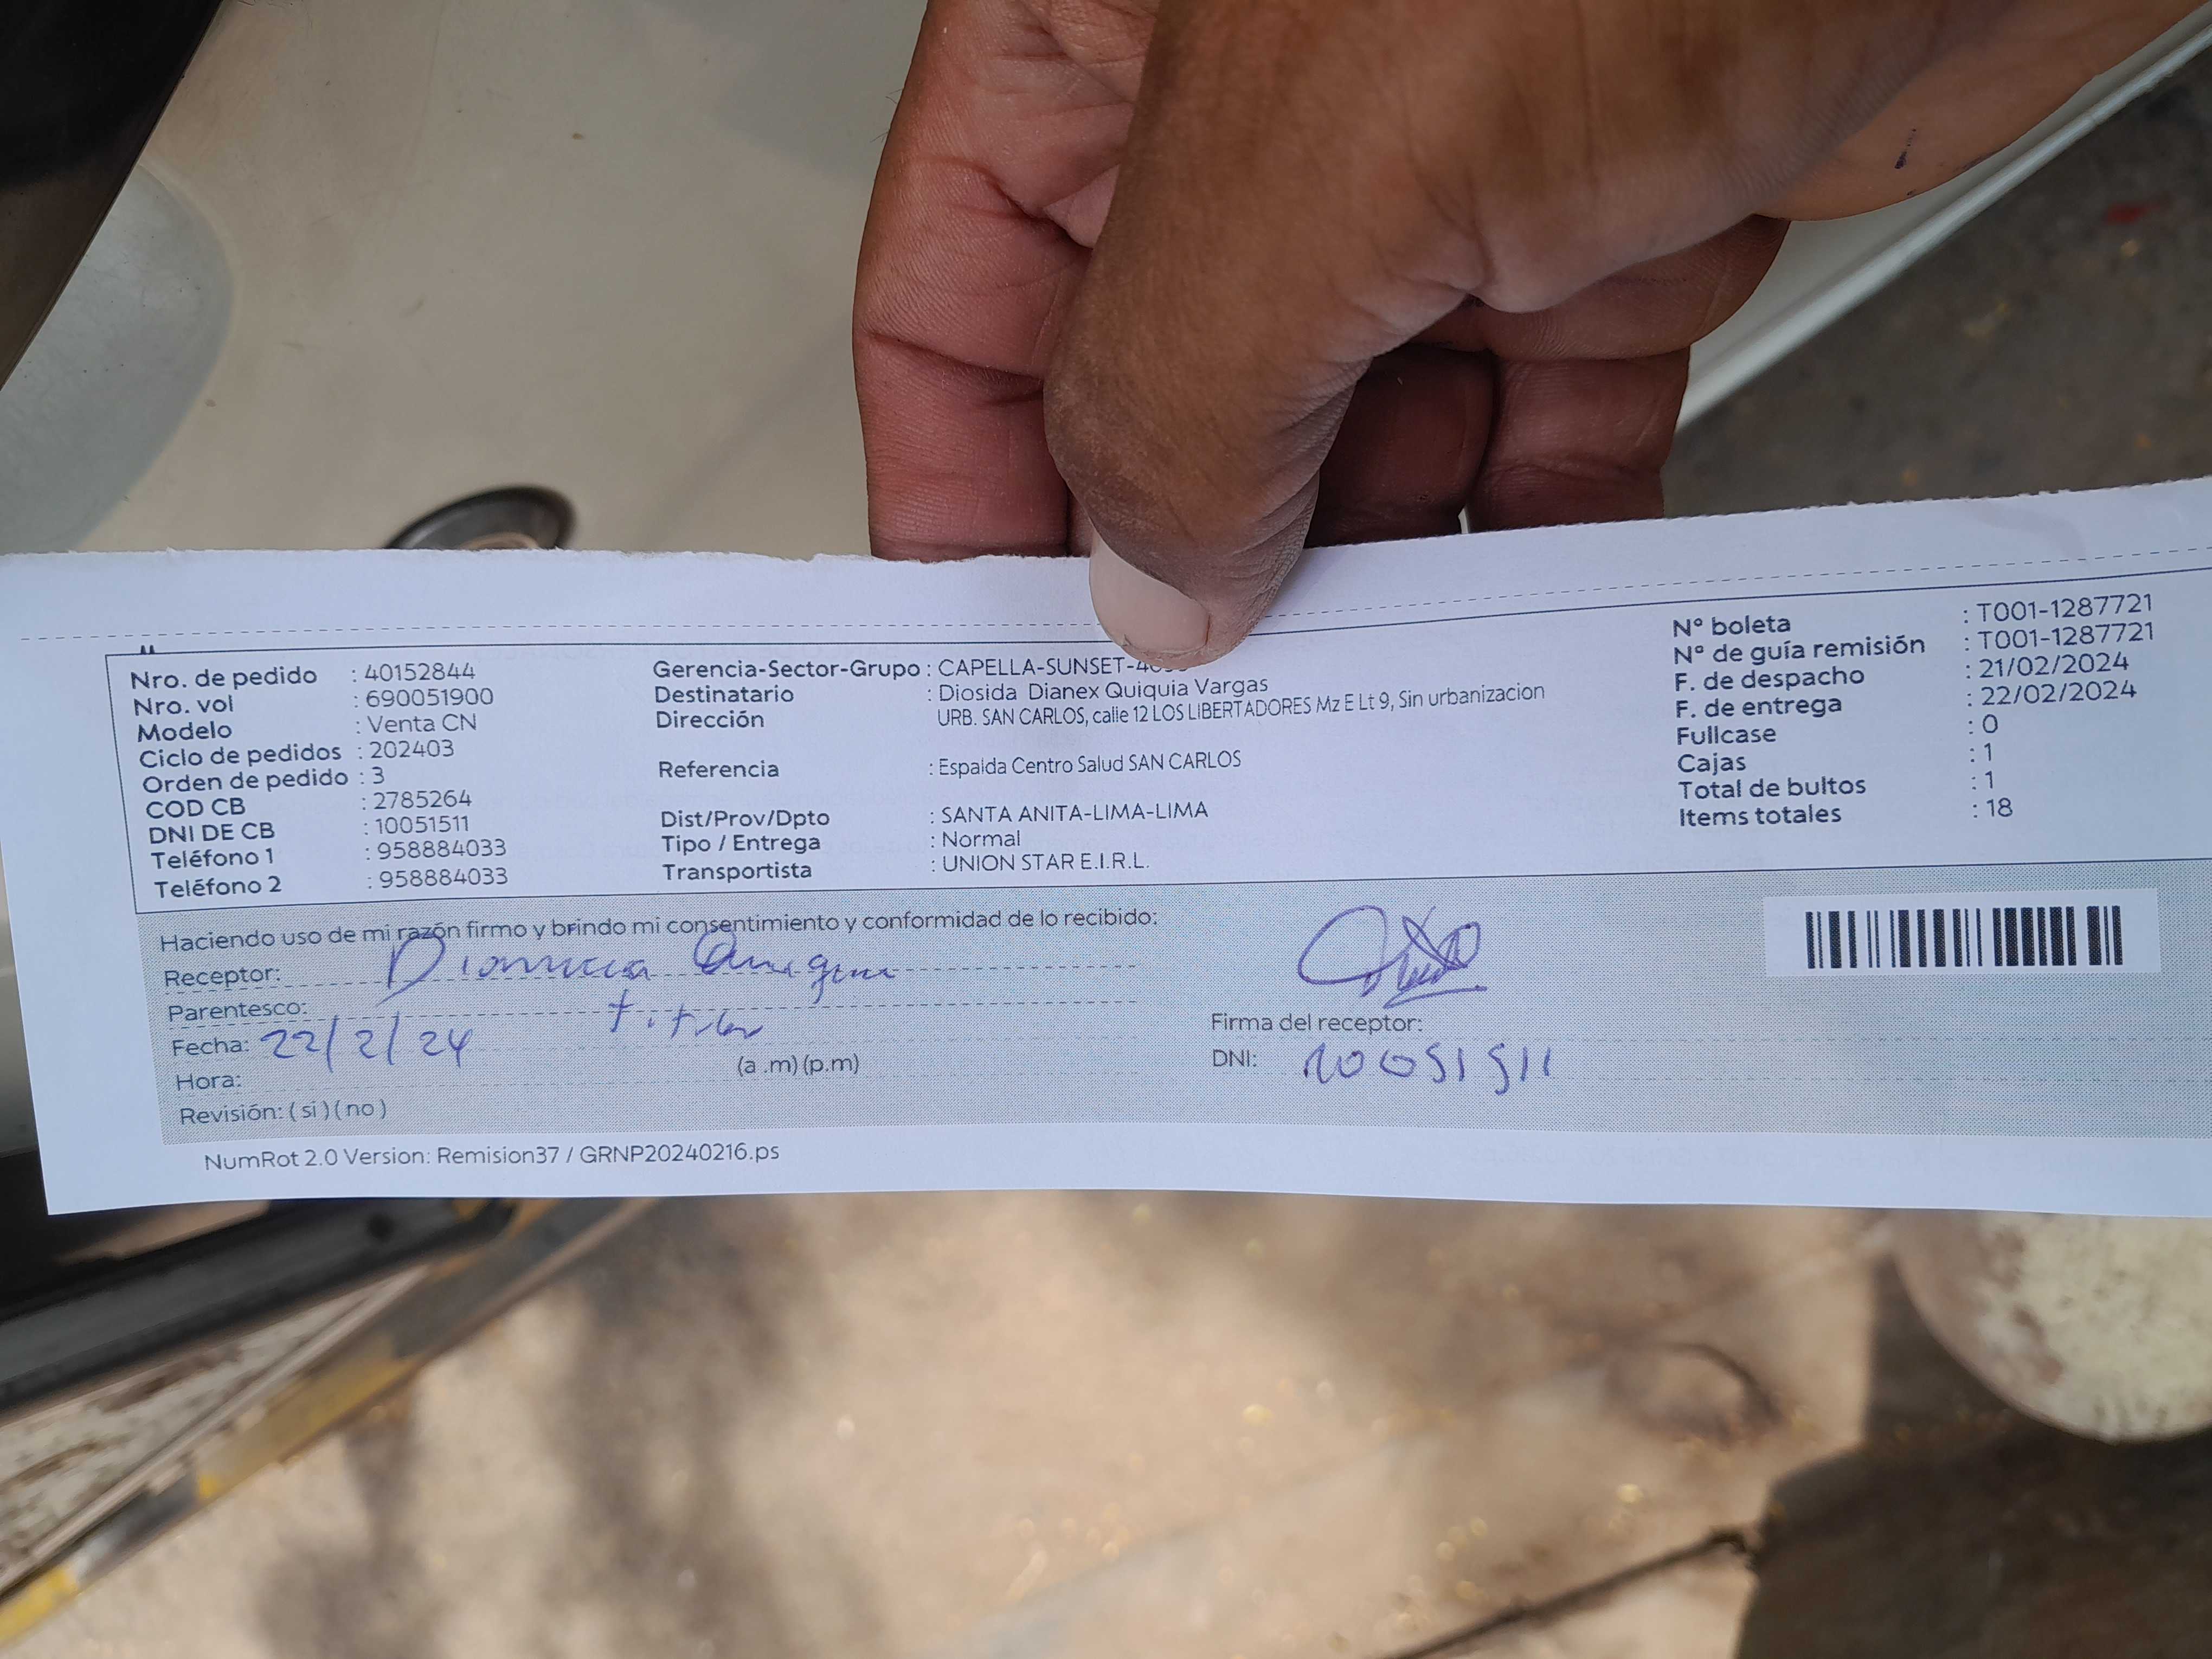 Nro. de pedido : 40152844
Nro. vol : 690051900
Modelo : Venta CN
Ciclo de pedidos : 202403
Orden de pedido : 3
COD CB : 2785264
DNI DE CB : 10051511
Teléfono 1 : 958884033
Teléfono 2 : 958884033
Gerencia-Sector-Grupo : CAPELLA-SUNSET-
Destinatario : Diosida Dianex Quiquia Vargas
Dirección URB. SAN CARLOS, calle 12 LOS LIBERTADORES Mz E Lt 9, Sin urbanizacion
Referencia : Espalda Centro Salud SAN CARLOS
Dist/Prov/Dpto : SANTA ANITA-LIMA-LIMA
Tipo / Entrega : Normal
Transportista : UNION STAR E.I.R.L.
Nº boleta : T001-1287721
Nº de guía remisión : T001-1287721
F. de despacho : 21/02/2024
F. de entrega : 22/02/2024
Fullcase : 0
Cajas : 1
Total de bultos : 1
Items totales : 18
Haciendo uso de mi razón firmo y brindo mi consentimiento y conformidad de lo recibido:
Receptor:
Parentesco: titular
Fecha: 22/2/24
Hora: (a .m) (p.m)
Revisión: ( si ) ( no )
Firma del receptor:
DNI: 10051511
NumRot 2.0 Version: Remision37 / GRNP20240216.ps